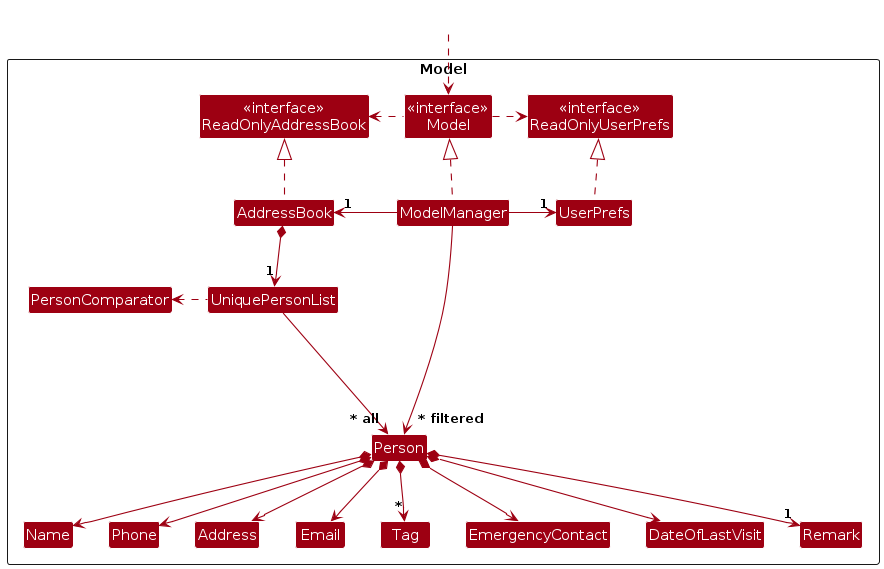 Model
«interface»
ReadOnlyAddressBook
«interface»
Model
«interface»
ReadOnlyUserPrefs
AddressBook
1
ModelManager
1
UserPrefs
1
PersonComparator
UniquePersonList
* all
* filtered
Person
*
1
Name
Phone
Address
Email
Tag
EmergencyContact
DateOfLastVisit
Remark